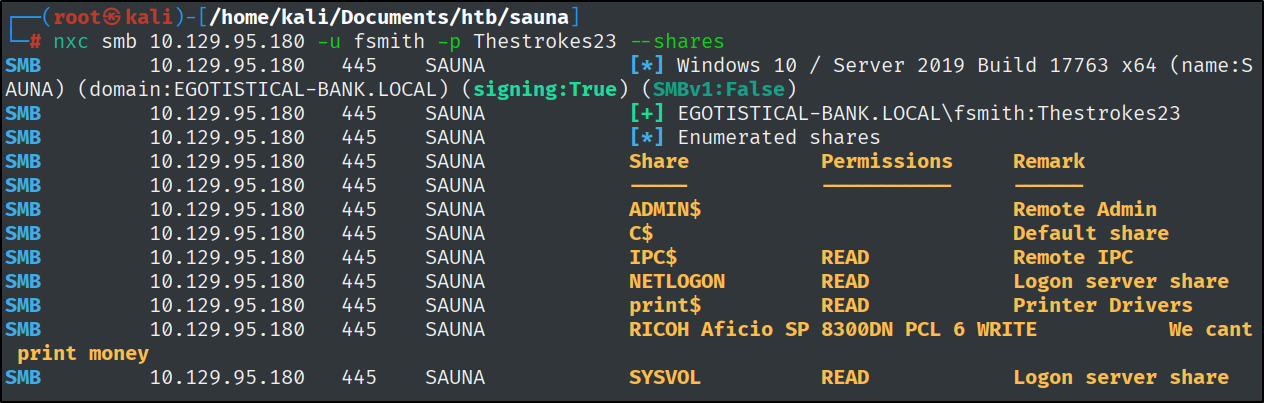 ┌──(root㉿kali)-[/home/kali/Documents/htb/sauna]
└─# nxc smb 10.129.95.180 -u fsmith -p Thestrokes23 --shares
SMB         10.129.95.180   445    SAUNA            [*] Windows 10 / Server 2019 Build 17763 x64 (name:S
AUNA) (domain:EGOTISTICAL-BANK.LOCAL) (signing:True) (SMBv1:False)
SMB         10.129.95.180   445    SAUNA            [+] EGOTISTICAL-BANK.LOCAL\fsmith:Thestrokes23
SMB         10.129.95.180   445    SAUNA            [*] Enumerated shares
SMB         10.129.95.180   445    SAUNA            Share           Permissions     Remark
SMB         10.129.95.180   445    SAUNA            -----           -----------     ------
SMB         10.129.95.180   445    SAUNA            ADMIN$                          Remote Admin
SMB         10.129.95.180   445    SAUNA            C$                              Default share
SMB         10.129.95.180   445    SAUNA            IPC$            READ            Remote IPC
SMB         10.129.95.180   445    SAUNA            NETLOGON        READ            Logon server share
SMB         10.129.95.180   445    SAUNA            print$          READ            Printer Drivers
SMB         10.129.95.180   445    SAUNA            RICOH Aficio SP 8300DN PCL 6 WRITE           We cant
 print money
SMB         10.129.95.180   445    SAUNA            SYSVOL          READ            Logon server share